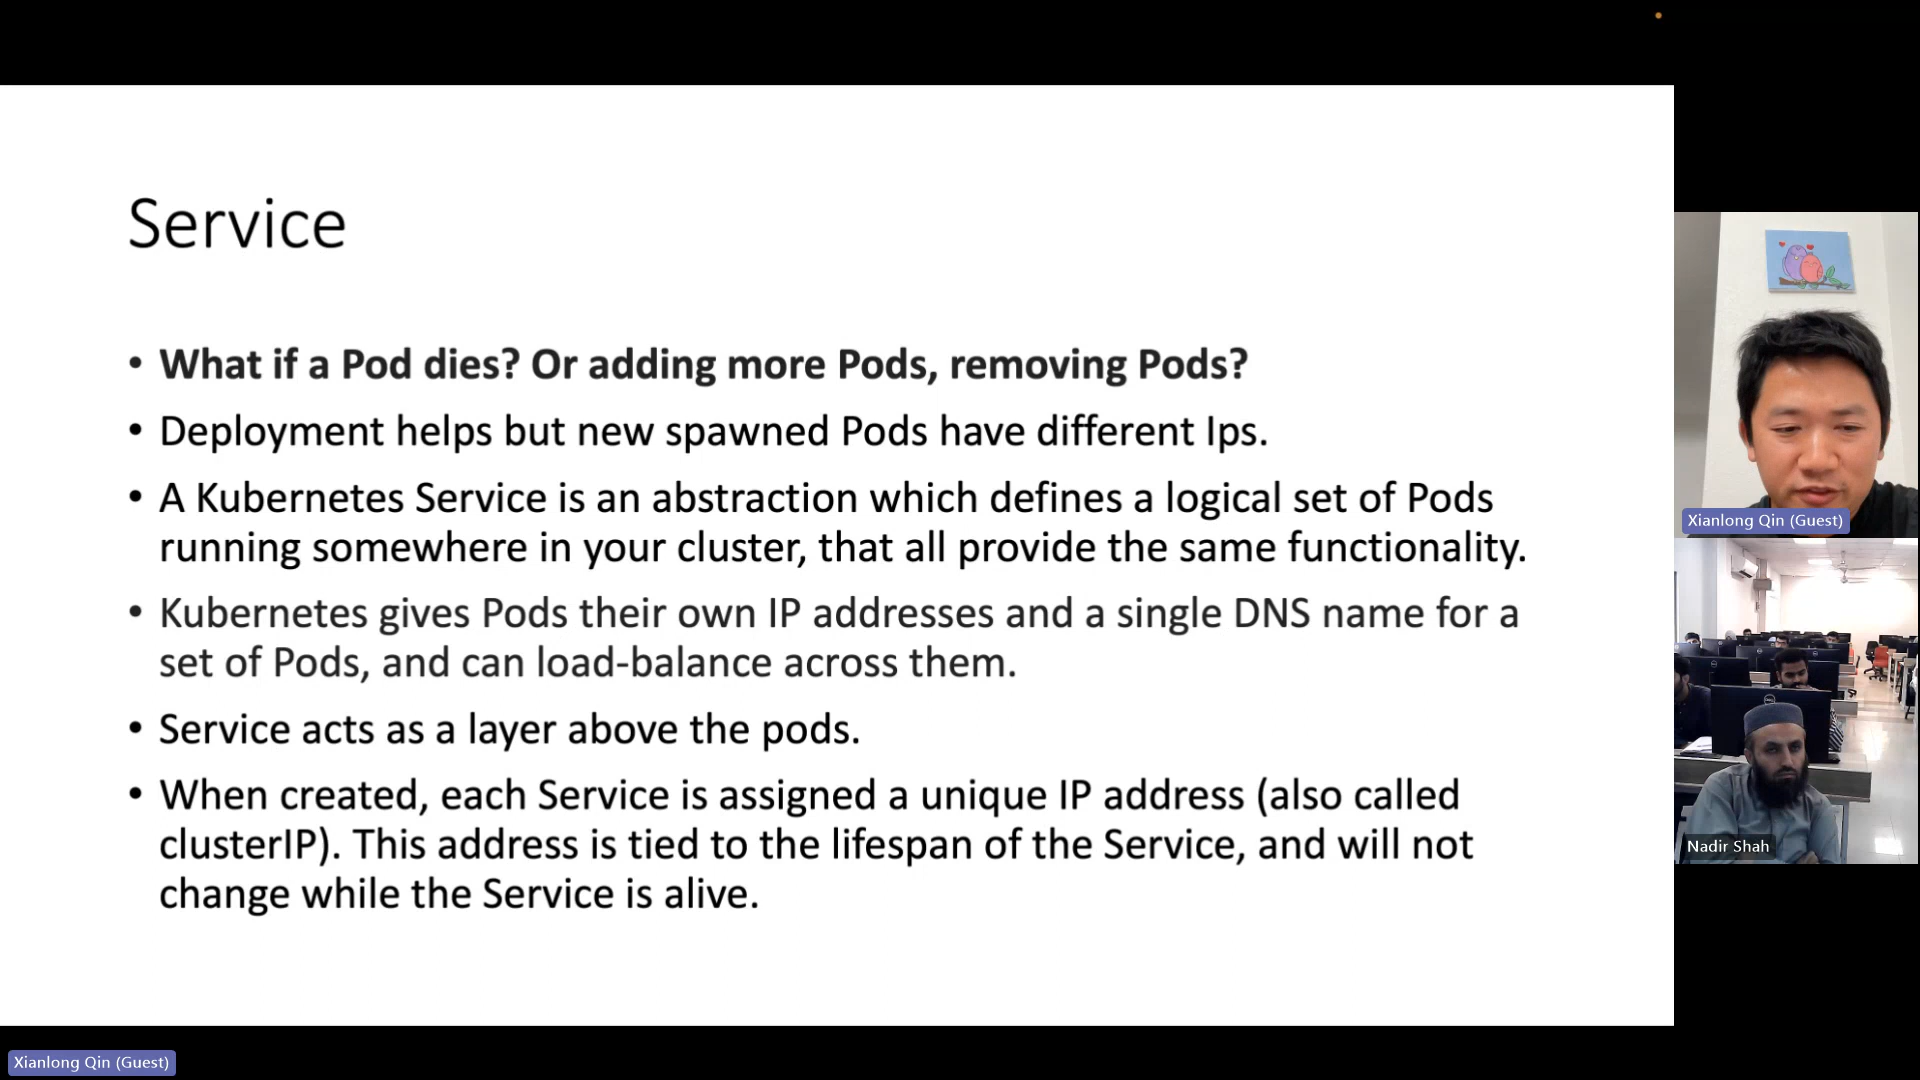 Service
• What if a Pod dies? Or adding more Pods, removing Pods?
• Deployment helps but new spawned Pods have different Ips.
• A Kubernetes Service is an abstraction which defines a logical set of Pods
running somewhere in your cluster, that all provide the same functionality.
• Kubernetes gives Pods their own IP addresses and a single DNS name for a
set of Pods, and can load-balance across them.
• Service acts as a layer above the pods.
• When created, each Service is assigned a unique IP address (also called
clusterIP). This address is tied to the lifespan of the Service, and will not
change while the Service is alive.
Xianlong Qin (Guest)
Nadir Shah
Xianlong Qin (Guest)